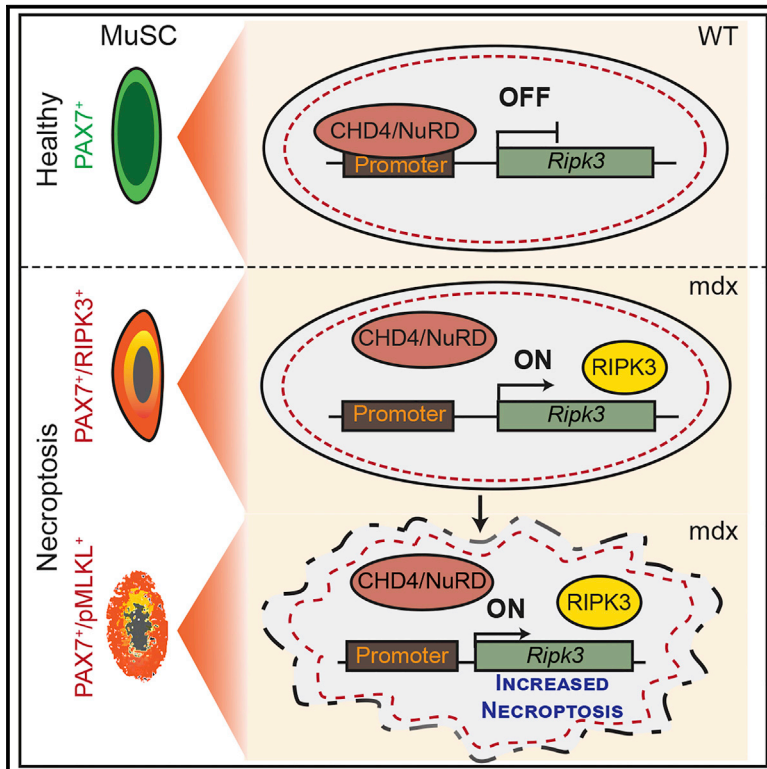 MuSC
WT
Healthy
PAX7+
OFF
CHD4/NuRD
Promoter
Ripk3
Necroptosis
PAX7+/RIPK3+
mdx
CHD4/NuRD
ON
RIPK3
Promoter
Ripk3
PAX7+/pMLKL+
mdx
CHD4/NuRD
ON
RIPK3
Promoter
Ripk3
INCREASED
NECROPTOSIS